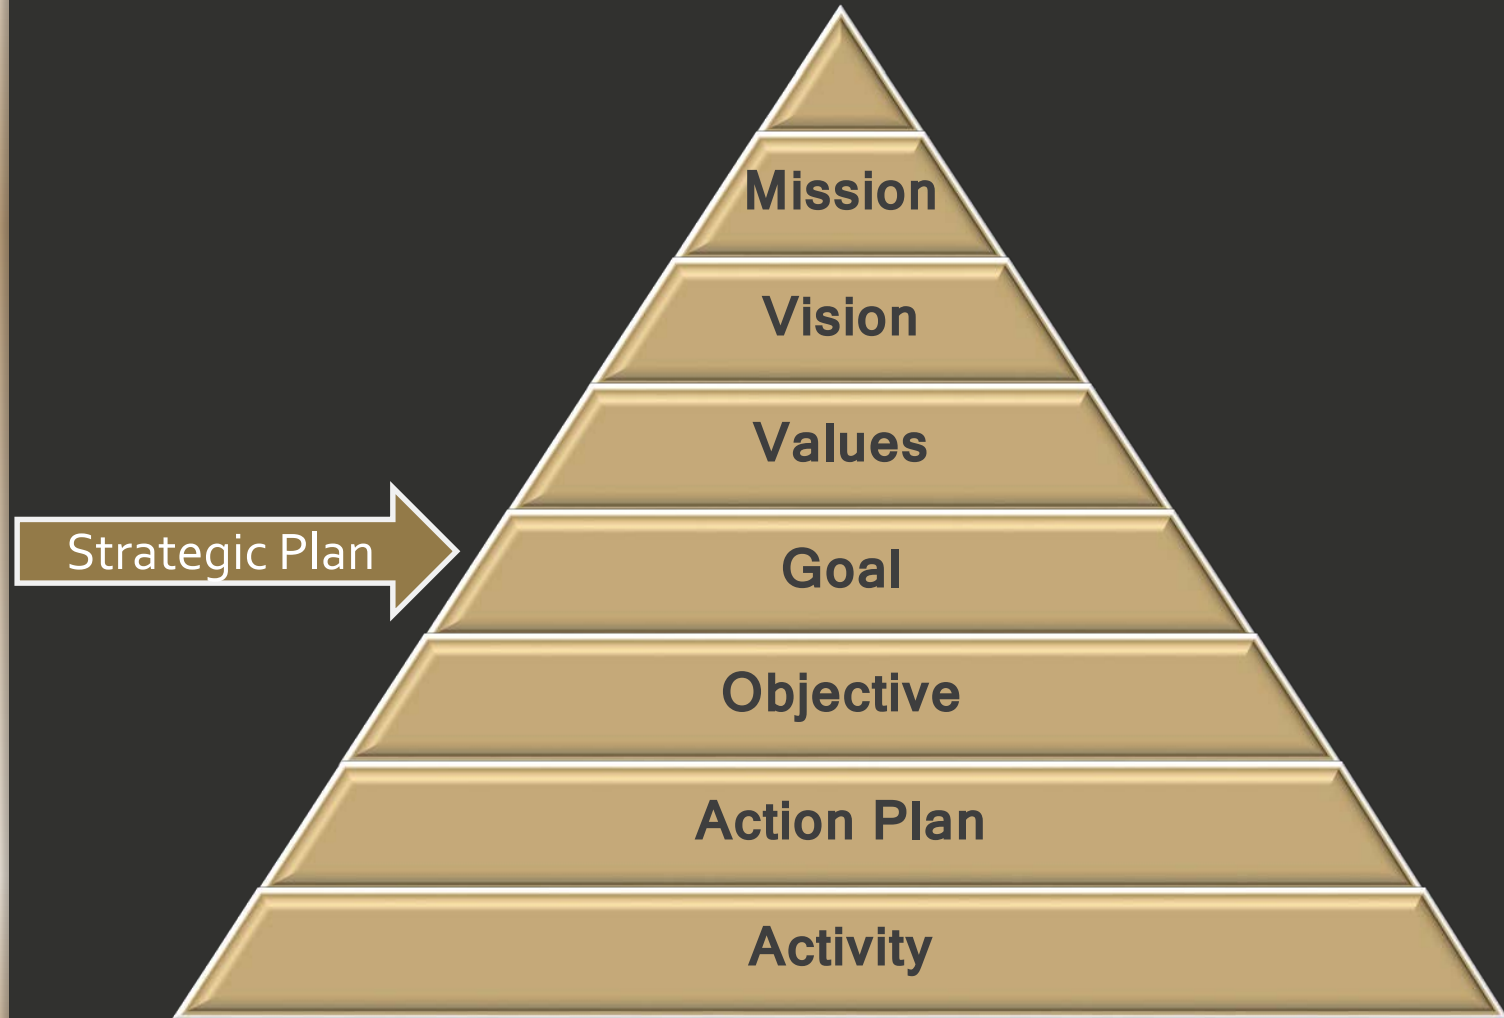 Mission
Vision
Values
Strategic Plan
Goal
Objective
Action Plan
Activity